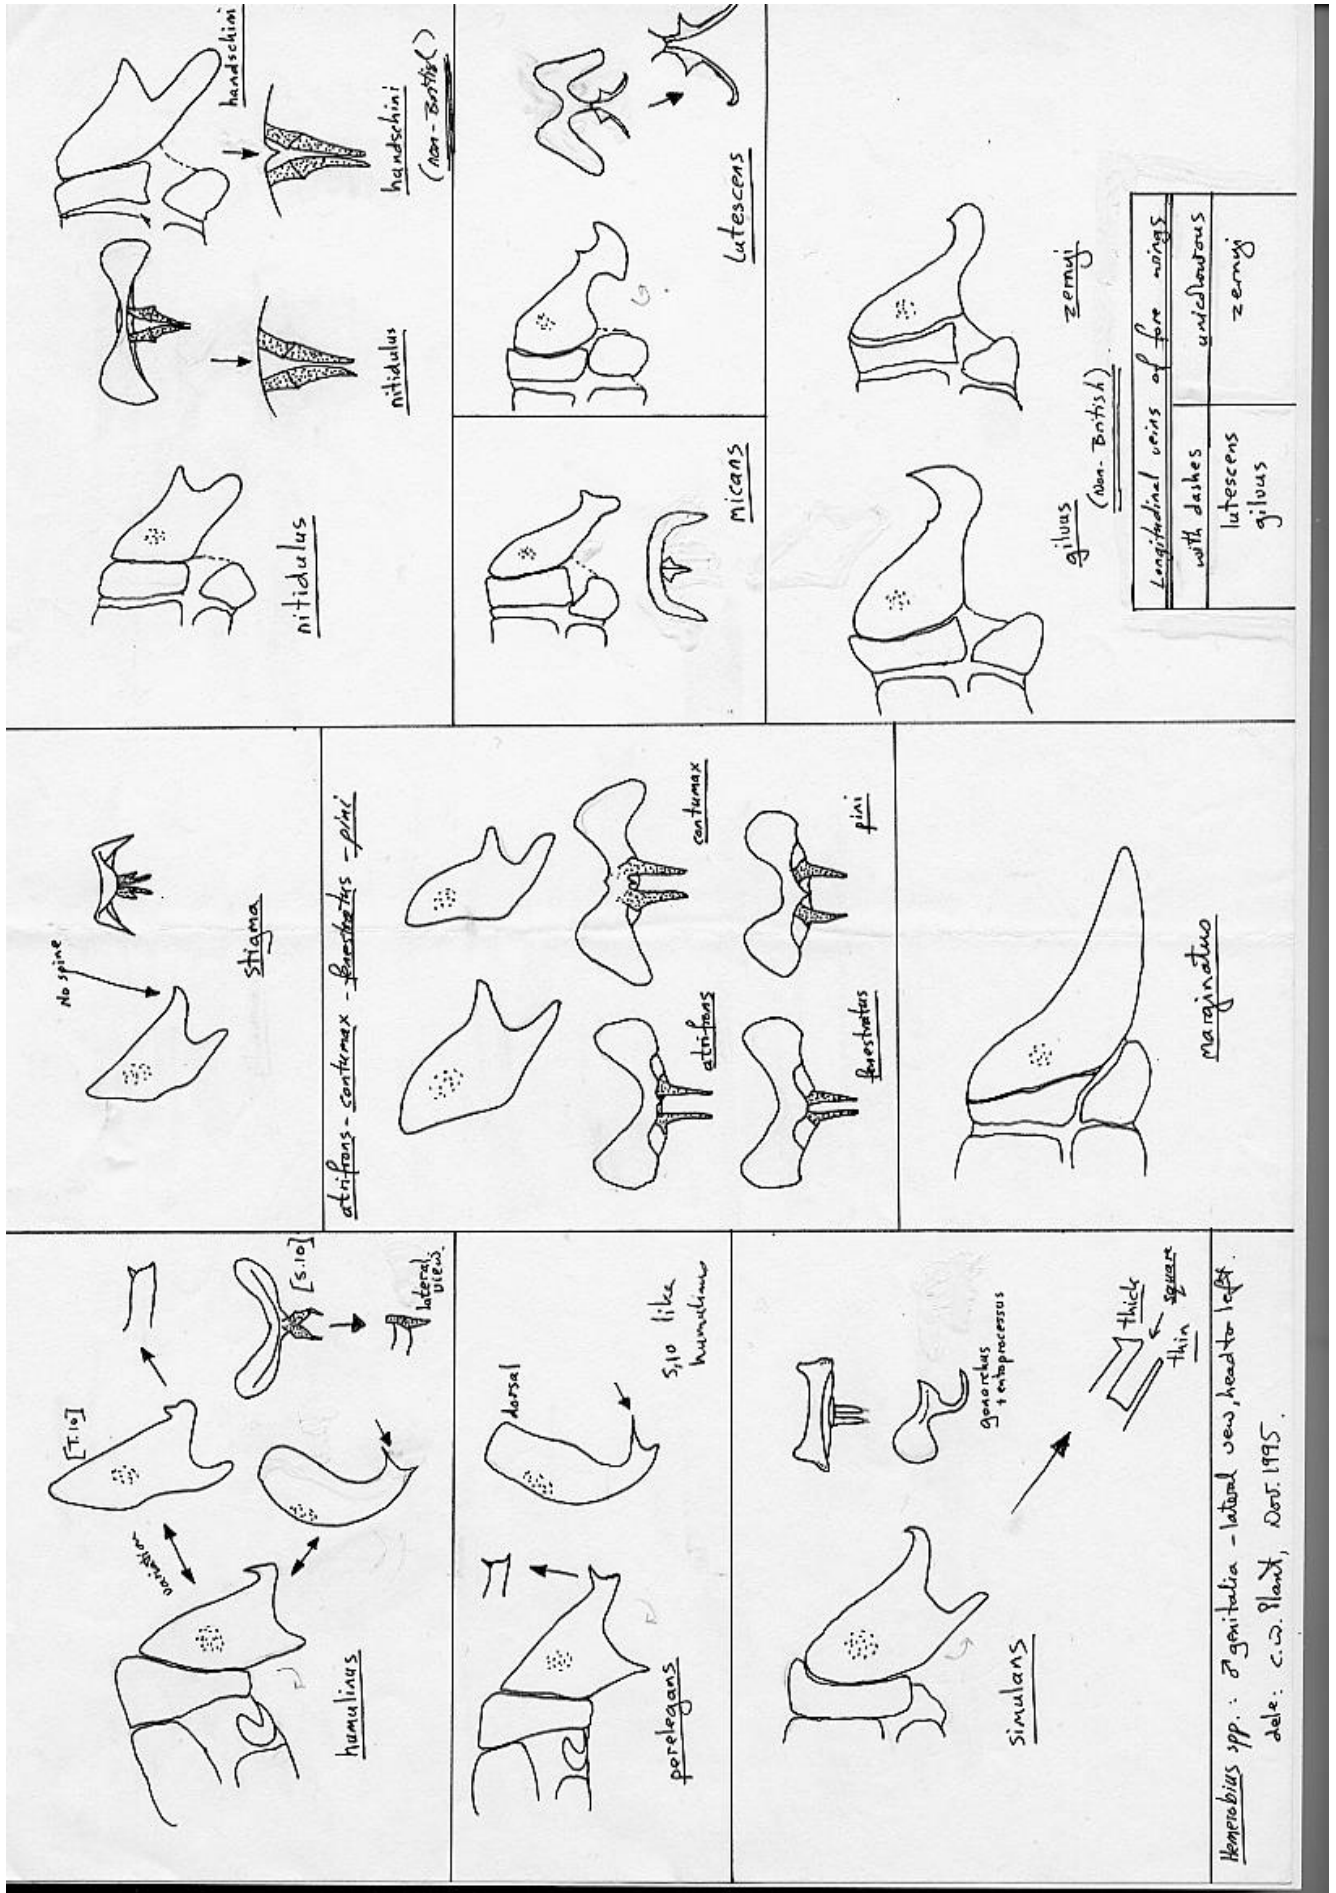 [T.10]
variation
humulinus
[S.10]
lateral
view.
dorsal
S.10 like
humulinus
perelegans
simulans
gonarchus
+ entoprocessus
thick
square
thin
Hemerobius spp.: ♂ genitalia - lateral view, head to left.
dele: C.W. Plant, Nov. 1995.
No spine
Stigma
atrifrons - contumax - fenestratus - pini
contumax
atrifrons
pini
fenestratus
marginatus
nitidulus
nitidulus
handschini
handschini
(non-British)
micans
lutescens
gilvus
(Non-British)
zernyi
Longitudinal veins of fore wings
with dashes unicolourous
lutescens zernyi
gilvus